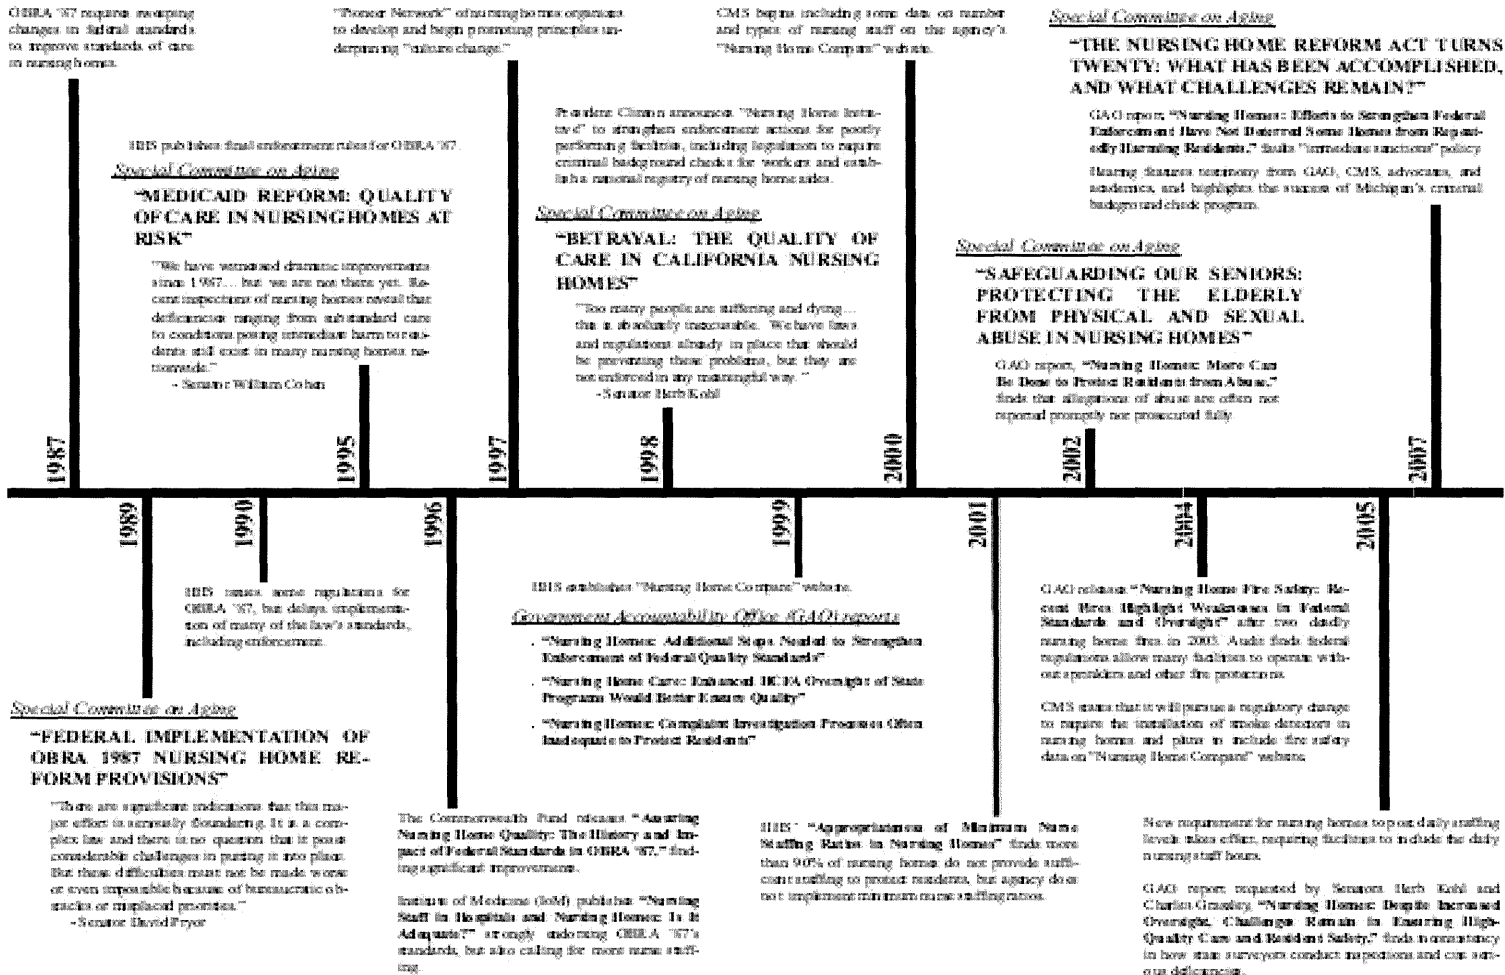 OBRA '87 requires sweeping
changes in federal standards
to improve standards of care
in nursing homes.
"Pioneer Network" of nursing homes organizes
to develop and begin promoting principles un-
derpinning "culture change."
CMS begins including some data on number
and types of nursing staff on the agency's
"Nursing Home Compare" website.
Special Committee on Aging
"THE NURSING HOME REFORM ACT TURNS
TWENTY: WHAT HAS BEEN ACCOMPLISHED,
AND WHAT CHALLENGES REMAIN?"
GAO report, "Nursing Homes: Efforts to Strengthen Federal
Enforcement Have Not Deterred Some Homes from Repeat-
edly Harming Residents," faults "immediate sanctions" policy
Hearing features testimony from GAO, CMS, advocates, and
academics, and highlights the success of Michigan's criminal
background check program.
HHS publishes final enforcement rules for OBRA '87.
Special Committee on Aging
"MEDICAID REFORM: QUALITY
OF CARE IN NURSING HOMES AT
RISK"
"We have witnessed dramatic improvements
since 1987... but we are not there yet. Re-
cent inspections of nursing homes reveal that
deficiencies ranging from substandard care
to conditions posing immediate harm to resi-
dents still exist in many nursing homes na-
tionwide."
- Senator William Cohen
President Clinton announces "Nursing Home Initia-
tive" to strengthen enforcement actions for poorly
performing facilities, including legislation to require
criminal background checks for workers and estab-
lish a national registry of nursing home aides.
Special Committee on Aging
"BETRAYAL: THE QUALITY OF
CARE IN CALIFORNIA NURSING
HOMES"
"Too many people are suffering and dying...
this is absolutely inexcusable. We have laws
and regulations already in place that should
be preventing these problems, but they are
not enforced in any meaningful way."
- Senator Herb Kohl
Special Committee on Aging
"SAFEGUARDING OUR SENIORS:
PROTECTING THE ELDERLY
FROM PHYSICAL AND SEXUAL
ABUSE IN NURSING HOMES"
GAO report, "Nursing Homes: More Can
Be Done to Protect Residents from Abuse,"
finds that allegations of abuse are often not
reported promptly nor prosecuted fully
1987
1995
1997
1998
2000
2002
2007
1989
1990
1996
1999
2001
2004
2005
HHS issues some regulations for
OBRA '87, but delays implementa-
tion of many of the law's standards,
including enforcement.
Special Committee on Aging
"FEDERAL IMPLEMENTATION OF
OBRA 1987 NURSING HOME RE-
FORM PROVISIONS"
"There are significant indications that this ma-
jor effort is seriously floundering. It is a com-
plex law and there is no question that it poses
considerable challenges in putting it into place.
But these difficulties must not be made worse
or even impossible because of bureaucratic ob-
stacles or misplaced priorities."
- Senator David Pryor
The Commonwealth Fund releases "Assuring
Nursing Home Quality: The History and Im-
pact of Federal Standards in OBRA '87," find-
ing significant improvements.
Institute of Medicine (IoM) publishes "Nursing
Staff in Hospitals and Nursing Homes: Is It
Adequate?" strongly endorsing OBRA '87's
standards, but also calling for more nurse staff-
ing.
HHS establishes "Nursing Home Compare" website.
Government Accountability Office (GAO) reports
· "Nursing Homes: Additional Steps Needed to Strengthen
Enforcement of Federal Quality Standards"
· "Nursing Home Care: Enhanced HCFA Oversight of State
Programs Would Better Ensure Quality"
· "Nursing Homes: Complaint Investigation Processes Often
Inadequate to Protect Residents"
HHS' "Appropriateness of Minimum Nurse
Staffing Ratios in Nursing Homes" finds more
than 90% of nursing homes do not provide suffi-
cient staffing to protect residents, but agency does
not implement minimum nurse staffing ratios.
GAO releases "Nursing Home Fire Safety: Re-
cent Fires Highlight Weaknesses in Federal
Standards and Oversight" after two deadly
nursing home fires in 2003. Audit finds federal
regulations allow many facilities to operate with-
out sprinklers and other fire protections.
CMS states that it will pursue a regulatory change
to require the installation of smoke detectors in
nursing homes and plans to include fire safety
data on "Nursing Home Compare" website.
New requirement for nursing homes to post daily staffing
levels takes effect, requiring facilities to include the daily
nursing staff hours.
GAO report requested by Senators Herb Kohl and
Charles Grassley, "Nursing Homes: Despite Increased
Oversight, Challenges Remain in Ensuring High-
Quality Care and Resident Safety," finds inconsistency
in how state surveyors conduct inspections and cite seri-
ous deficiencies.